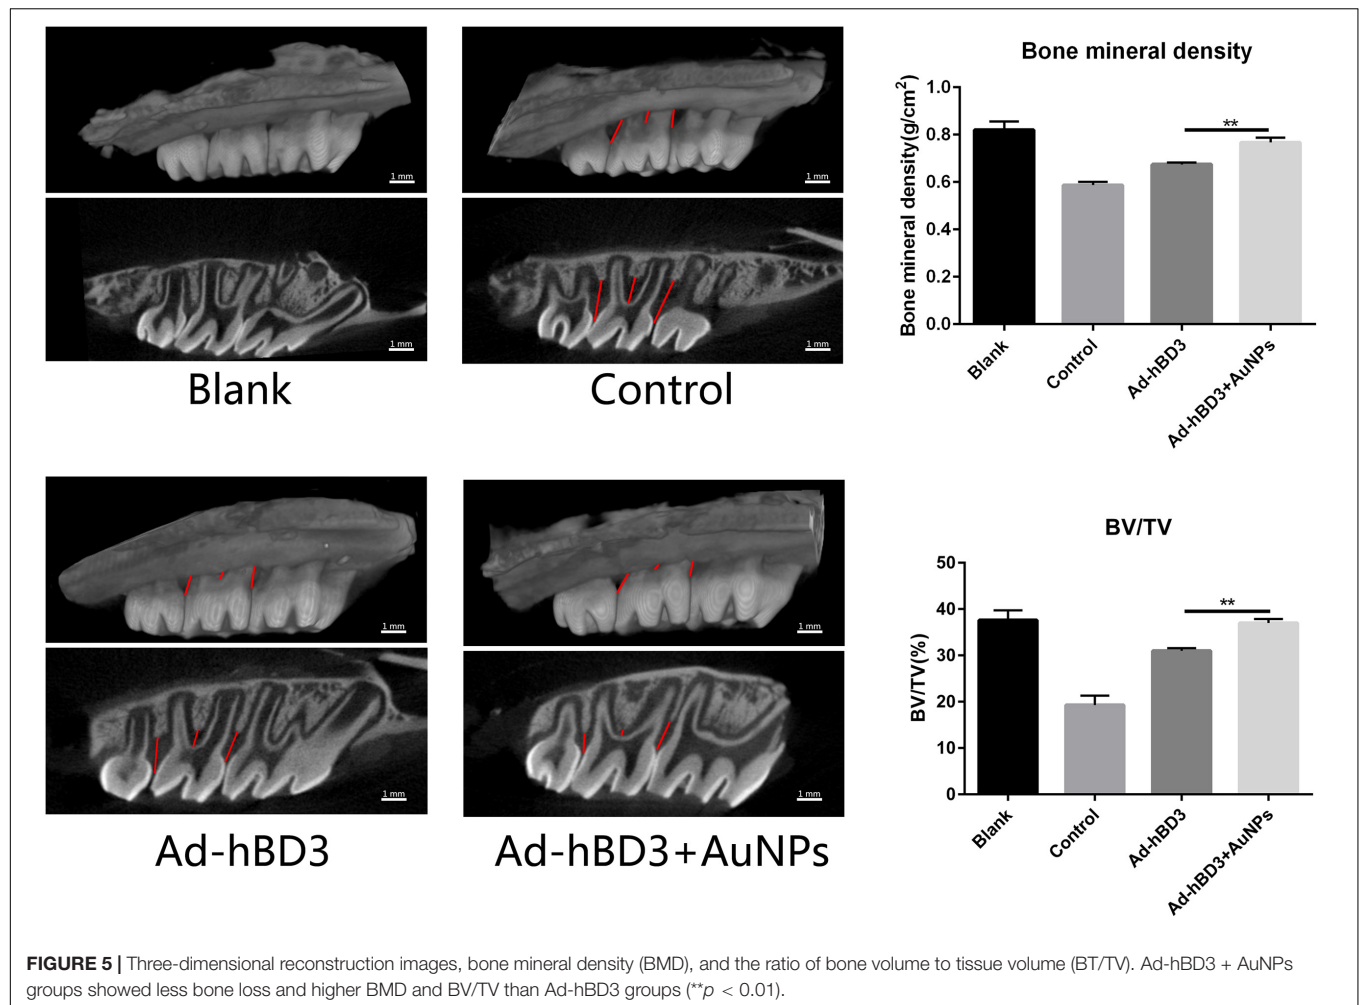 1 mm
1 mm
1 mm
1 mm
Blank
Control
Bone mineral density
Bone mineral density(g/cm2
1.0
0.8
0.6
0.4
0.2
0.0
**
Blank
Control
Ad-hBD3
Ad-hBD3+AuNPs
1 mm
1 mm
1 mm
1 mm
Ad-hBD3
Ad-hBD3+AuNPs
BV/TV
BV/TV(%)
50
40
30
20
10
0
**
Blank
Control
Ad-hBD3
Ad-hBD3+AuNPs
FIGURE 5 | Three-dimensional reconstruction images, bone mineral density (BMD), and the ratio of bone volume to tissue volume (BT/TV). Ad-hBD3 + AuNPs
groups showed less bone loss and higher BMD and BV/TV than Ad-hBD3 groups (**p < 0.01).